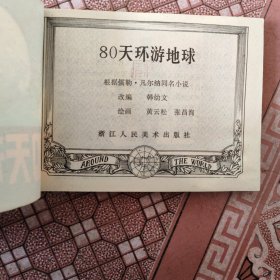 80天环游地球
根据儒勒·凡尔纳同名小说
改编 韩幼文
绘画 黄云松 张昌洵
浙江人民美术出版社
AROUND THE WORLD